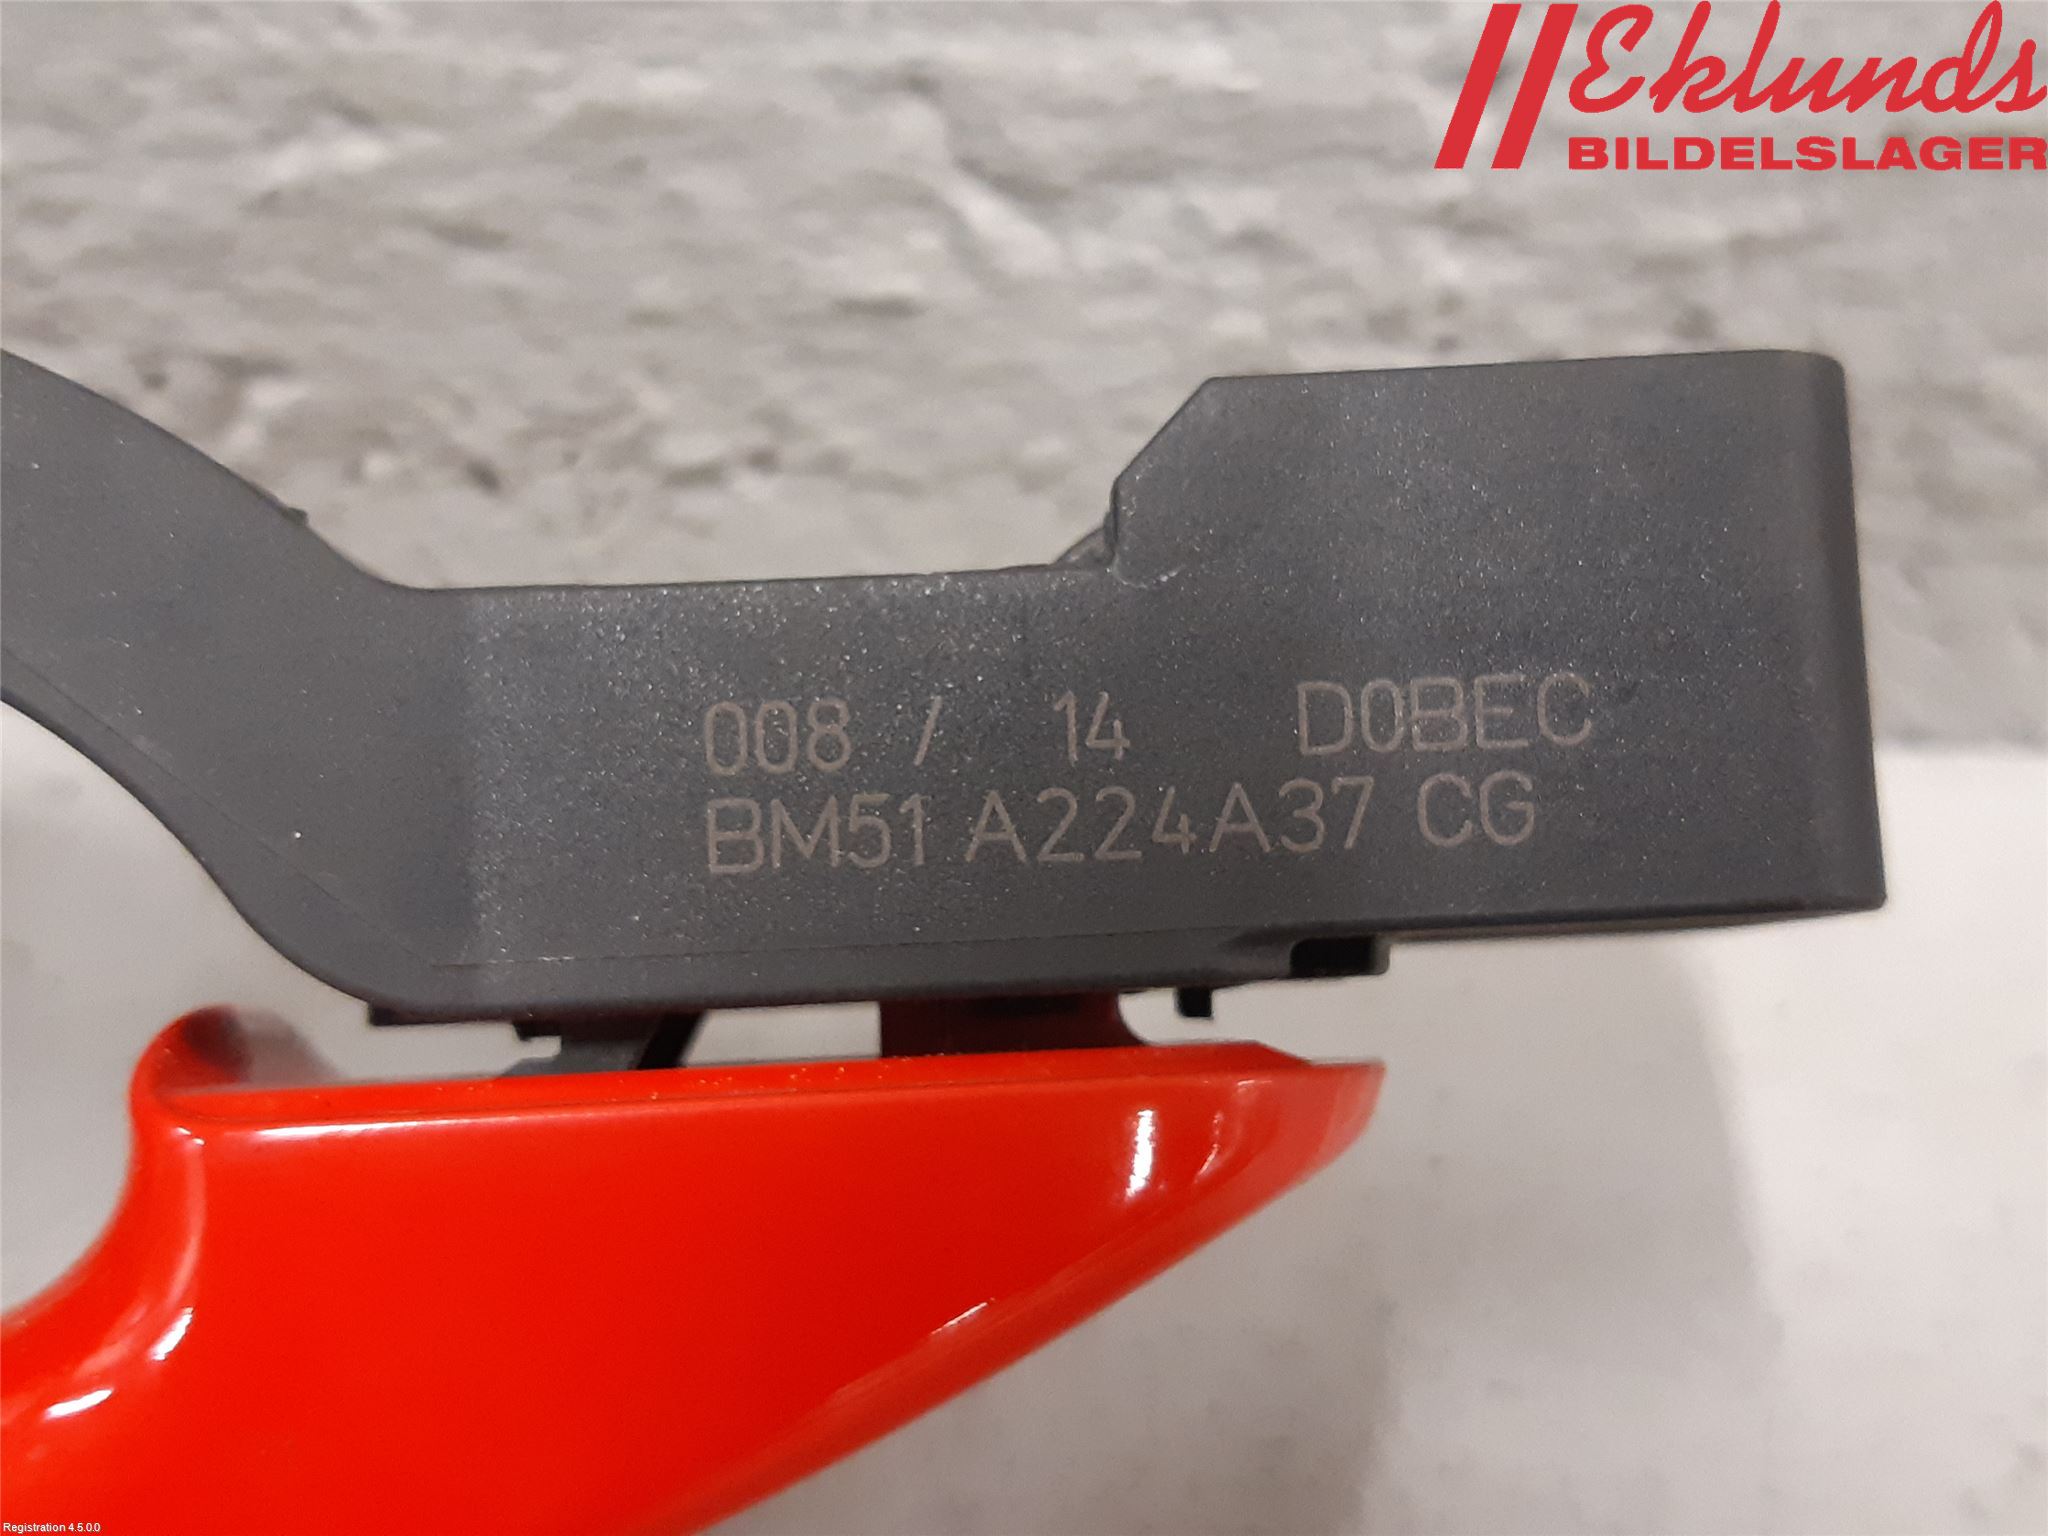 Eklunds
BILDELSLAGER
008 / 14 D0BEC
BM51 A224A37 CG
Registration 4.5.0.0